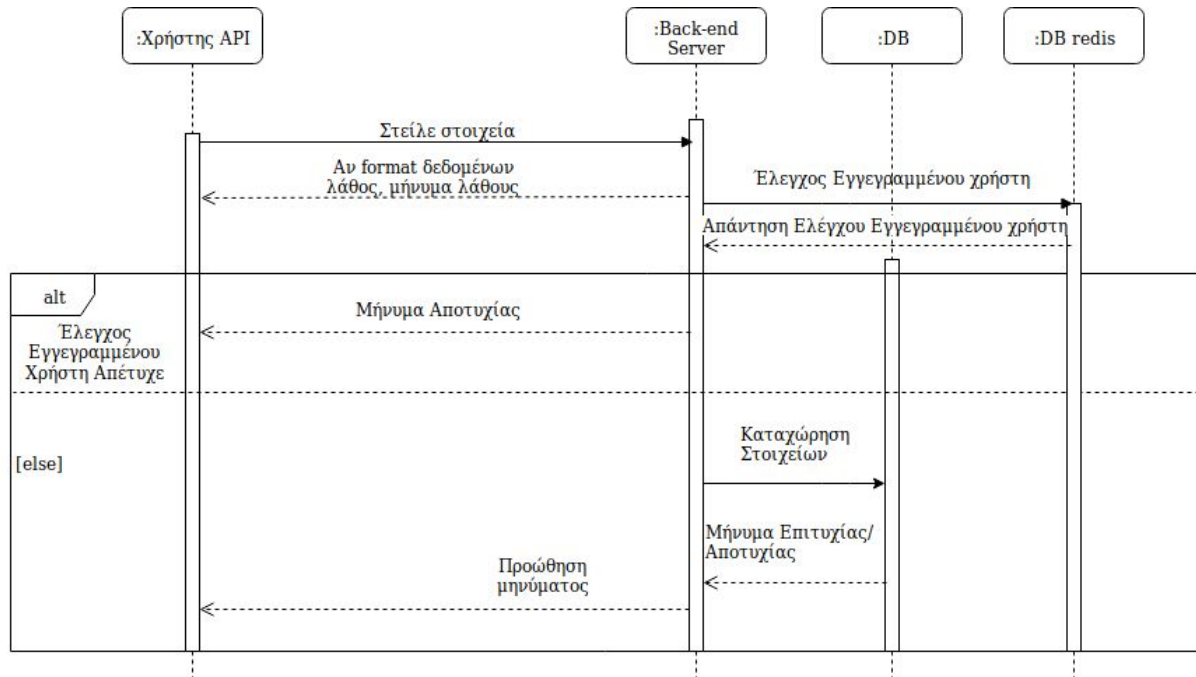 :Χρήστης API
:Back-end
Server
:DB
:DB redis
Στείλε στοιχεία
Αν format δεδομένων
λάθος, μήνυμα λάθους
Έλεγχος Εγγεγραμμένου χρήστη
Απάντηση Ελέγχου Εγγεγραμμένου χρήστη
alt
Μήνυμα Αποτυχίας
Έλεγχος
Εγγεγραμμένου
Χρήστη Απέτυχε
Καταχώρηση
Στοιχείων
[else]
Μήνυμα Επιτυχίας/
Αποτυχίας
Προώθηση
μηνύματος